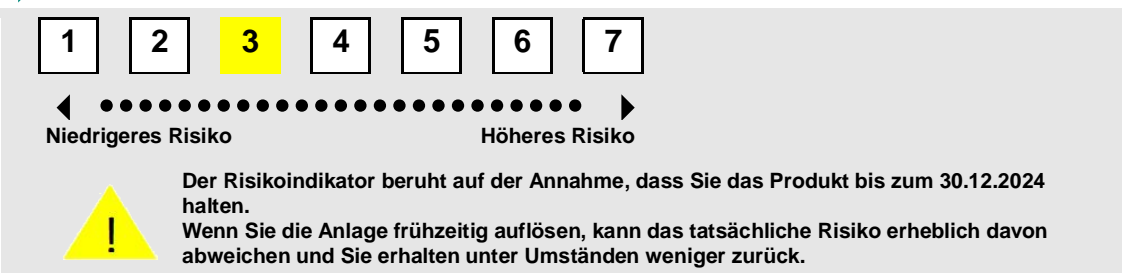 1 2 3 4 5 6 7
Niedrigeres Risiko Höheres Risiko
Der Risikoindikator beruht auf der Annahme, dass Sie das Produkt bis zum 30.12.2024
halten.
Wenn Sie die Anlage frühzeitig auflösen, kann das tatsächliche Risiko erheblich davon
abweichen und Sie erhalten unter Umständen weniger zurück.
!